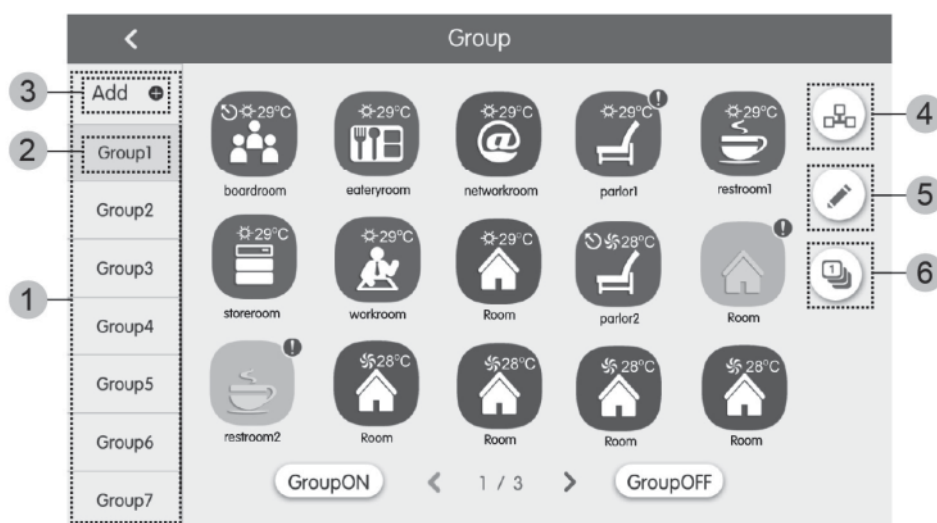 Group
3
Add
4
2
Group1
29°C
29°C
29°C
29°C
!
29°C
@
boardroom
eateryroom
networkroom
parlor1
restroom1
5
Group2
29°C
29°C
29°C
28°C
!
1
6
Group3
1
storeroom
workroom
Room
parlor2
Room
Group4
!
28°C
28°C
28°C
28°C
Group5
restroom2
Room
Room
Room
Room
Group6
GroupON
< 1 / 3 >
GroupOFF
Group7